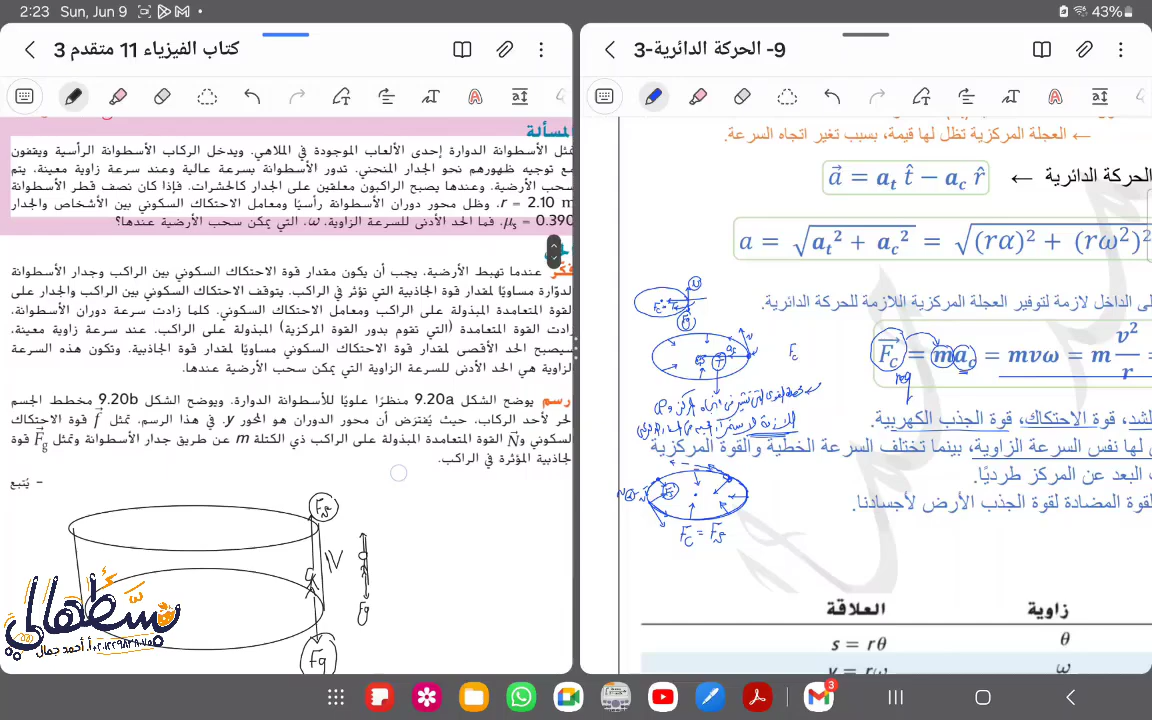 2:23 Sun, Jun 9
43%
كتاب الفيزياء 11 متقدم 3
المسألة
تمثل الأسطوانة الدوارة إحدى الألعاب الموجودة في الملاهي. ويدخل الركاب الأسطوانة الرأسية ويقفون
مع توجيه ظهورهم نحو الجدار المنحني. تدور الأسطوانة بسرعة عالية وعند سرعة زاوية معينة، يتم
سحب الأرضية. وعندها يصبح الراكبون معلقين على الجدار كالحشرات. فإذا كان نصف قطر الأسطوانة
r = 2.10 m. وظل محور دوران الأسطوانة رأسيًا ومعامل الاحتكاك السكوني بين الأشخاص والجدار
μs = 0.390. فما الحد الأدنى للسرعة الزاوية، ω، التي يمكن سحب الأرضية عندها؟
الحل
فكّر عندما تهبط الأرضية، يجب أن يكون مقدار قوة الاحتكاك السكوني بين الراكب وجدار الأسطوانة
الدوّارة مساويًا لمقدار قوة الجاذبية التي تؤثر في الراكب. يتوقف الاحتكاك السكوني بين الراكب والجدار على
القوة المتعامدة المبذولة على الراكب ومعامل الاحتكاك السكوني. كلما زادت سرعة دوران الأسطوانة،
زادت القوة المتعامدة (التي تقوم بدور القوة المركزية) المبذولة على الراكب. عند سرعة زاوية معينة،
سيصبح الحد الأقصى لمقدار قوة الاحتكاك السكوني مساويًا لمقدار قوة الجاذبية. وتكون هذه السرعة
الزاوية هي الحد الأدنى للسرعة الزاوية التي يمكن سحب الأرضية عندها.
ارسم يوضح الشكل 9.20a منظرًا علويًا للأسطوانة الدوارة. ويوضح الشكل 9.20b مخطط الجسم
الحر لأحد الركاب. حيث يُفترض أن محور الدوران هو المحور y. في هذا الرسم. تمثل f قوة الاحتكاك
السكوني وN القوة المتعامدة المبذولة على الراكب ذي الكتلة m عن طريق جدار الأسطوانة وتمثل Fg قوة
الجاذبية المؤثرة في الراكب.
- يُتبع
N
Fg
Fg
بسطهالي
أ. أحمد جمال
9- الحركة الدائرية-3
← العجلة المركزية تظل لها قيمة، بسبب تغير اتجاه السرعة.
الحركة الدائرية ←
a⃗ = at t̂ − ac r̂
a = √(at² + ac²) = √((rα)² + (rω²)²
ى الداخل لازمة لتوفير العجلة المركزية اللازمة للحركة الدائرية.
Fc⃗ = mac = mvω = m v²/r =
Fc
req
الشد، قوة الاحتكاك، قوة الجذب الكهربية.
لها نفس السرعة الزاوية، بينما تختلف السرعة الخطية والقوة المركزية
ب البعد عن المركز طرديًا.
القوة المضادة لقوة الجذب الأرض لأجسادنا.
زاوية العلاقة
θ s = rθ
ω v = rω
3